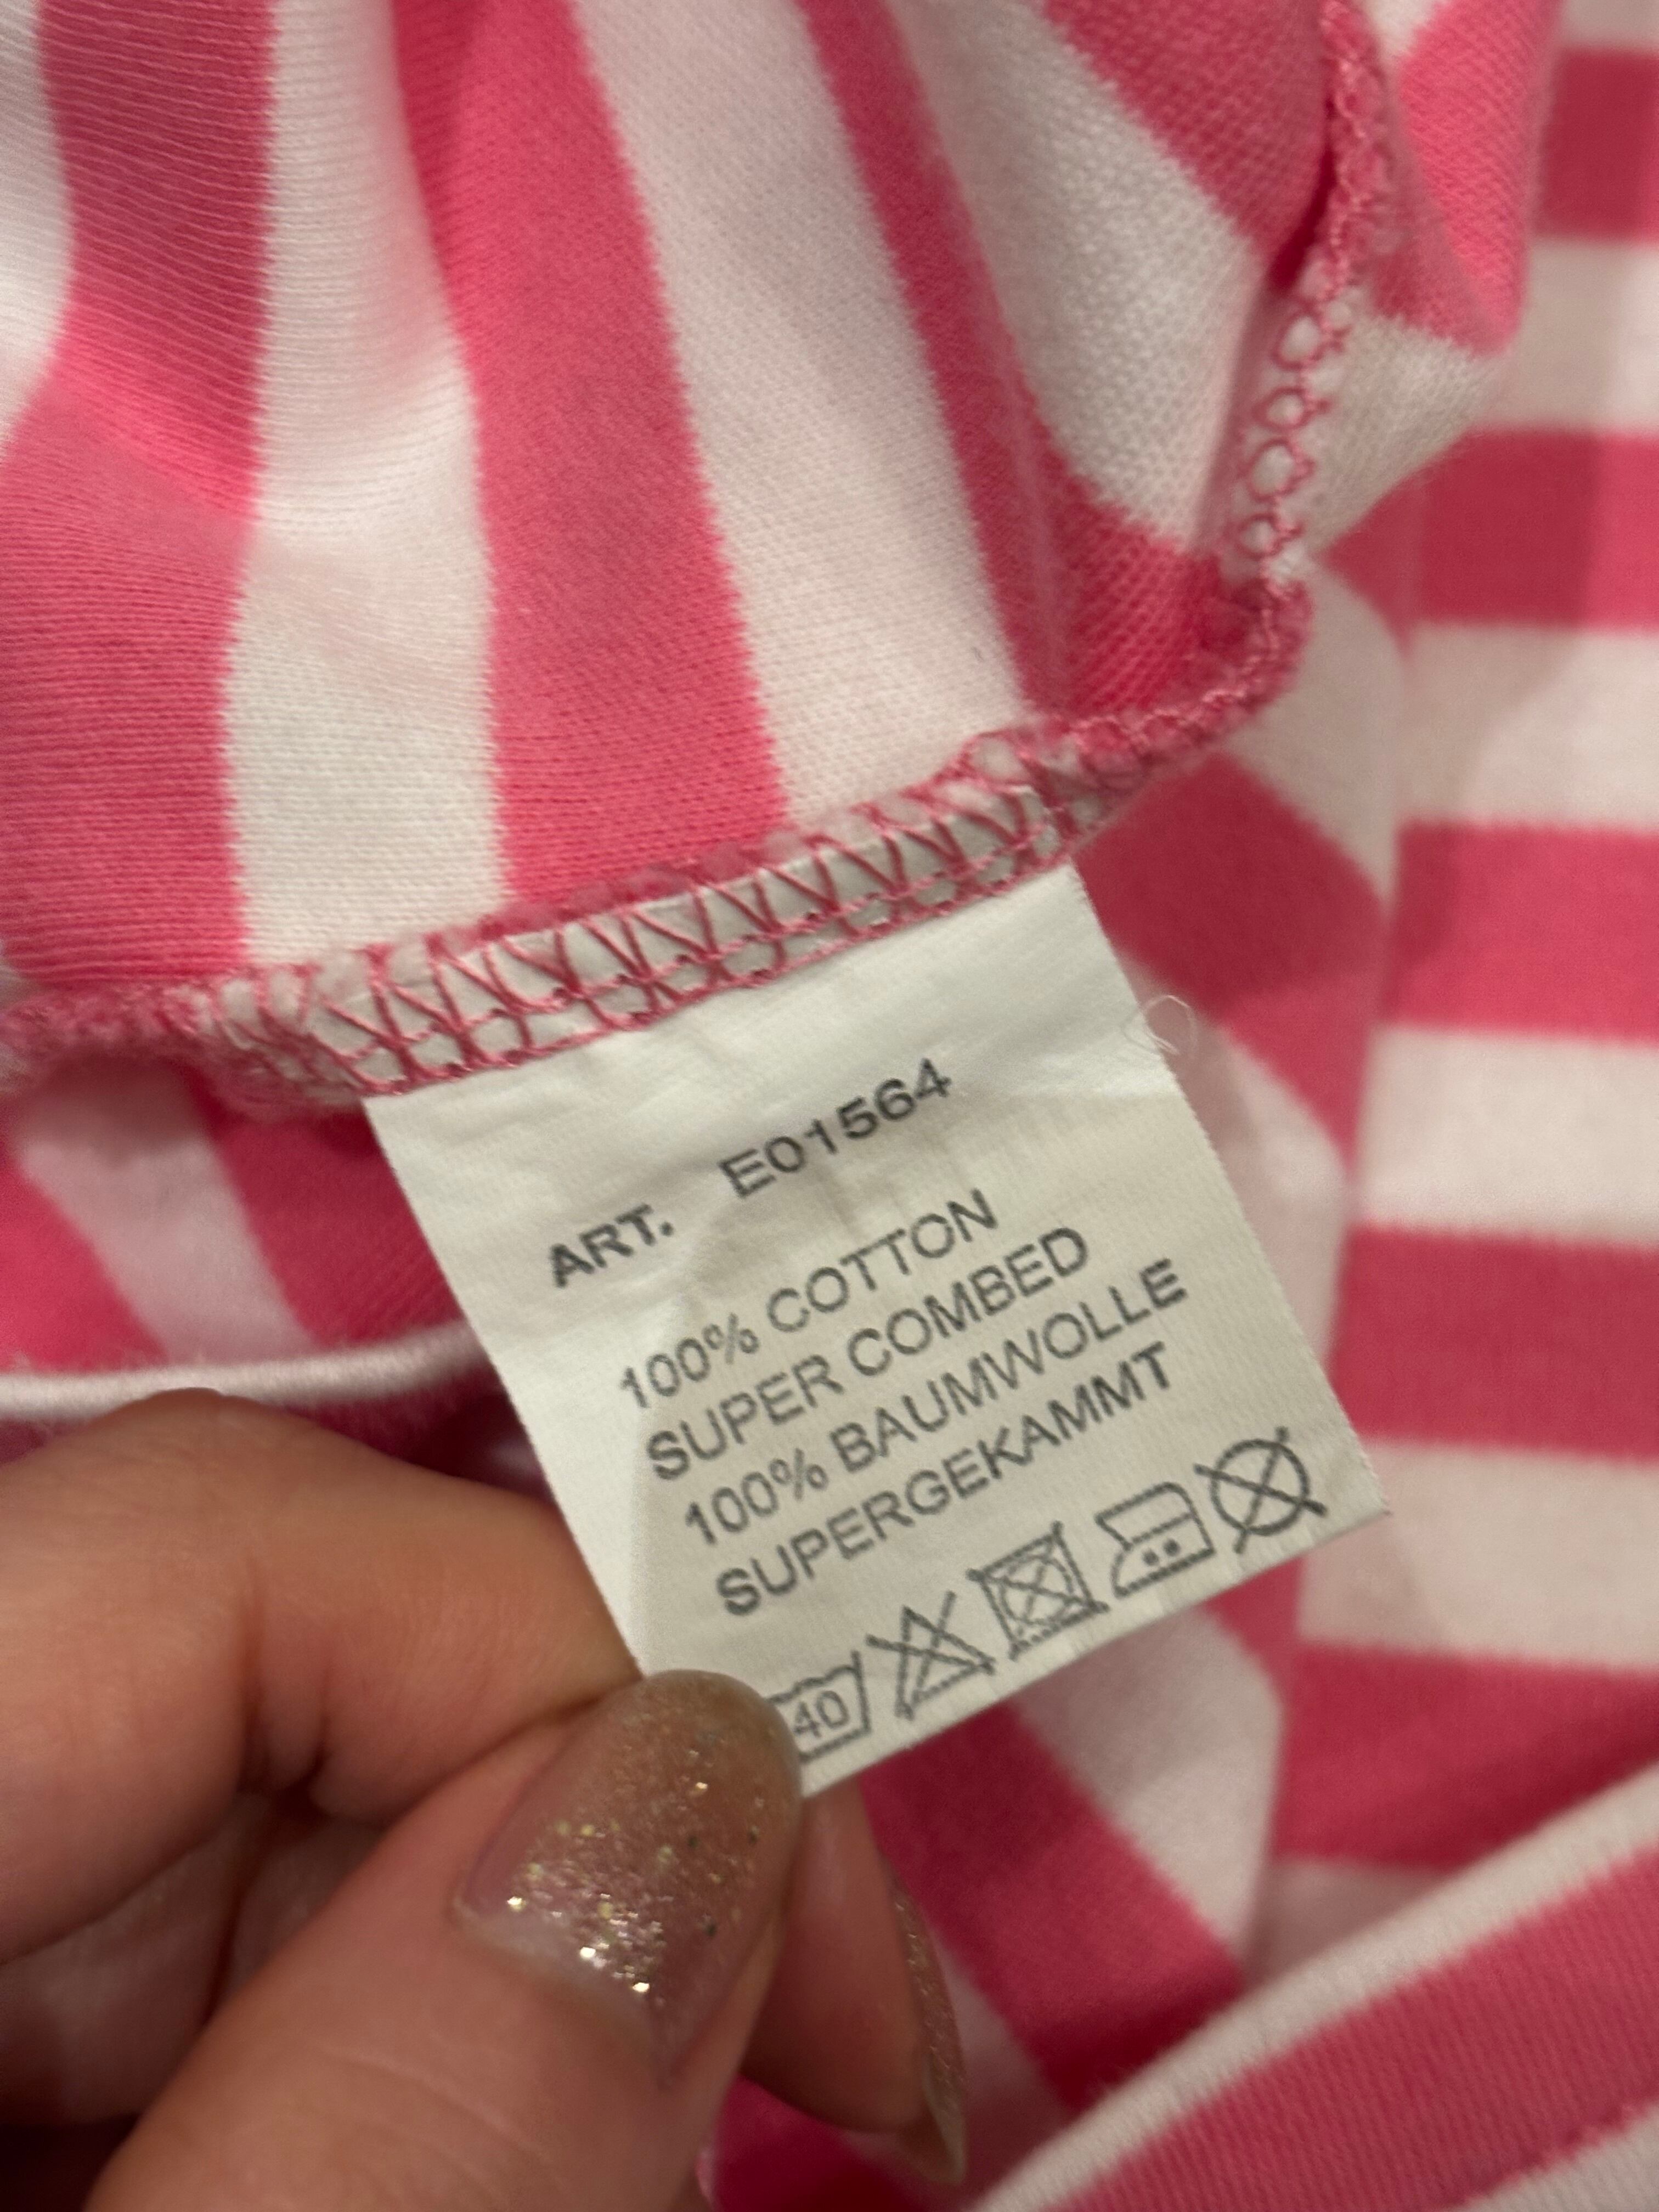 ART. E01564
100% COTTON
SUPER COMBED
100% BAUMWOLLE
SUPERGEKAMMT
40